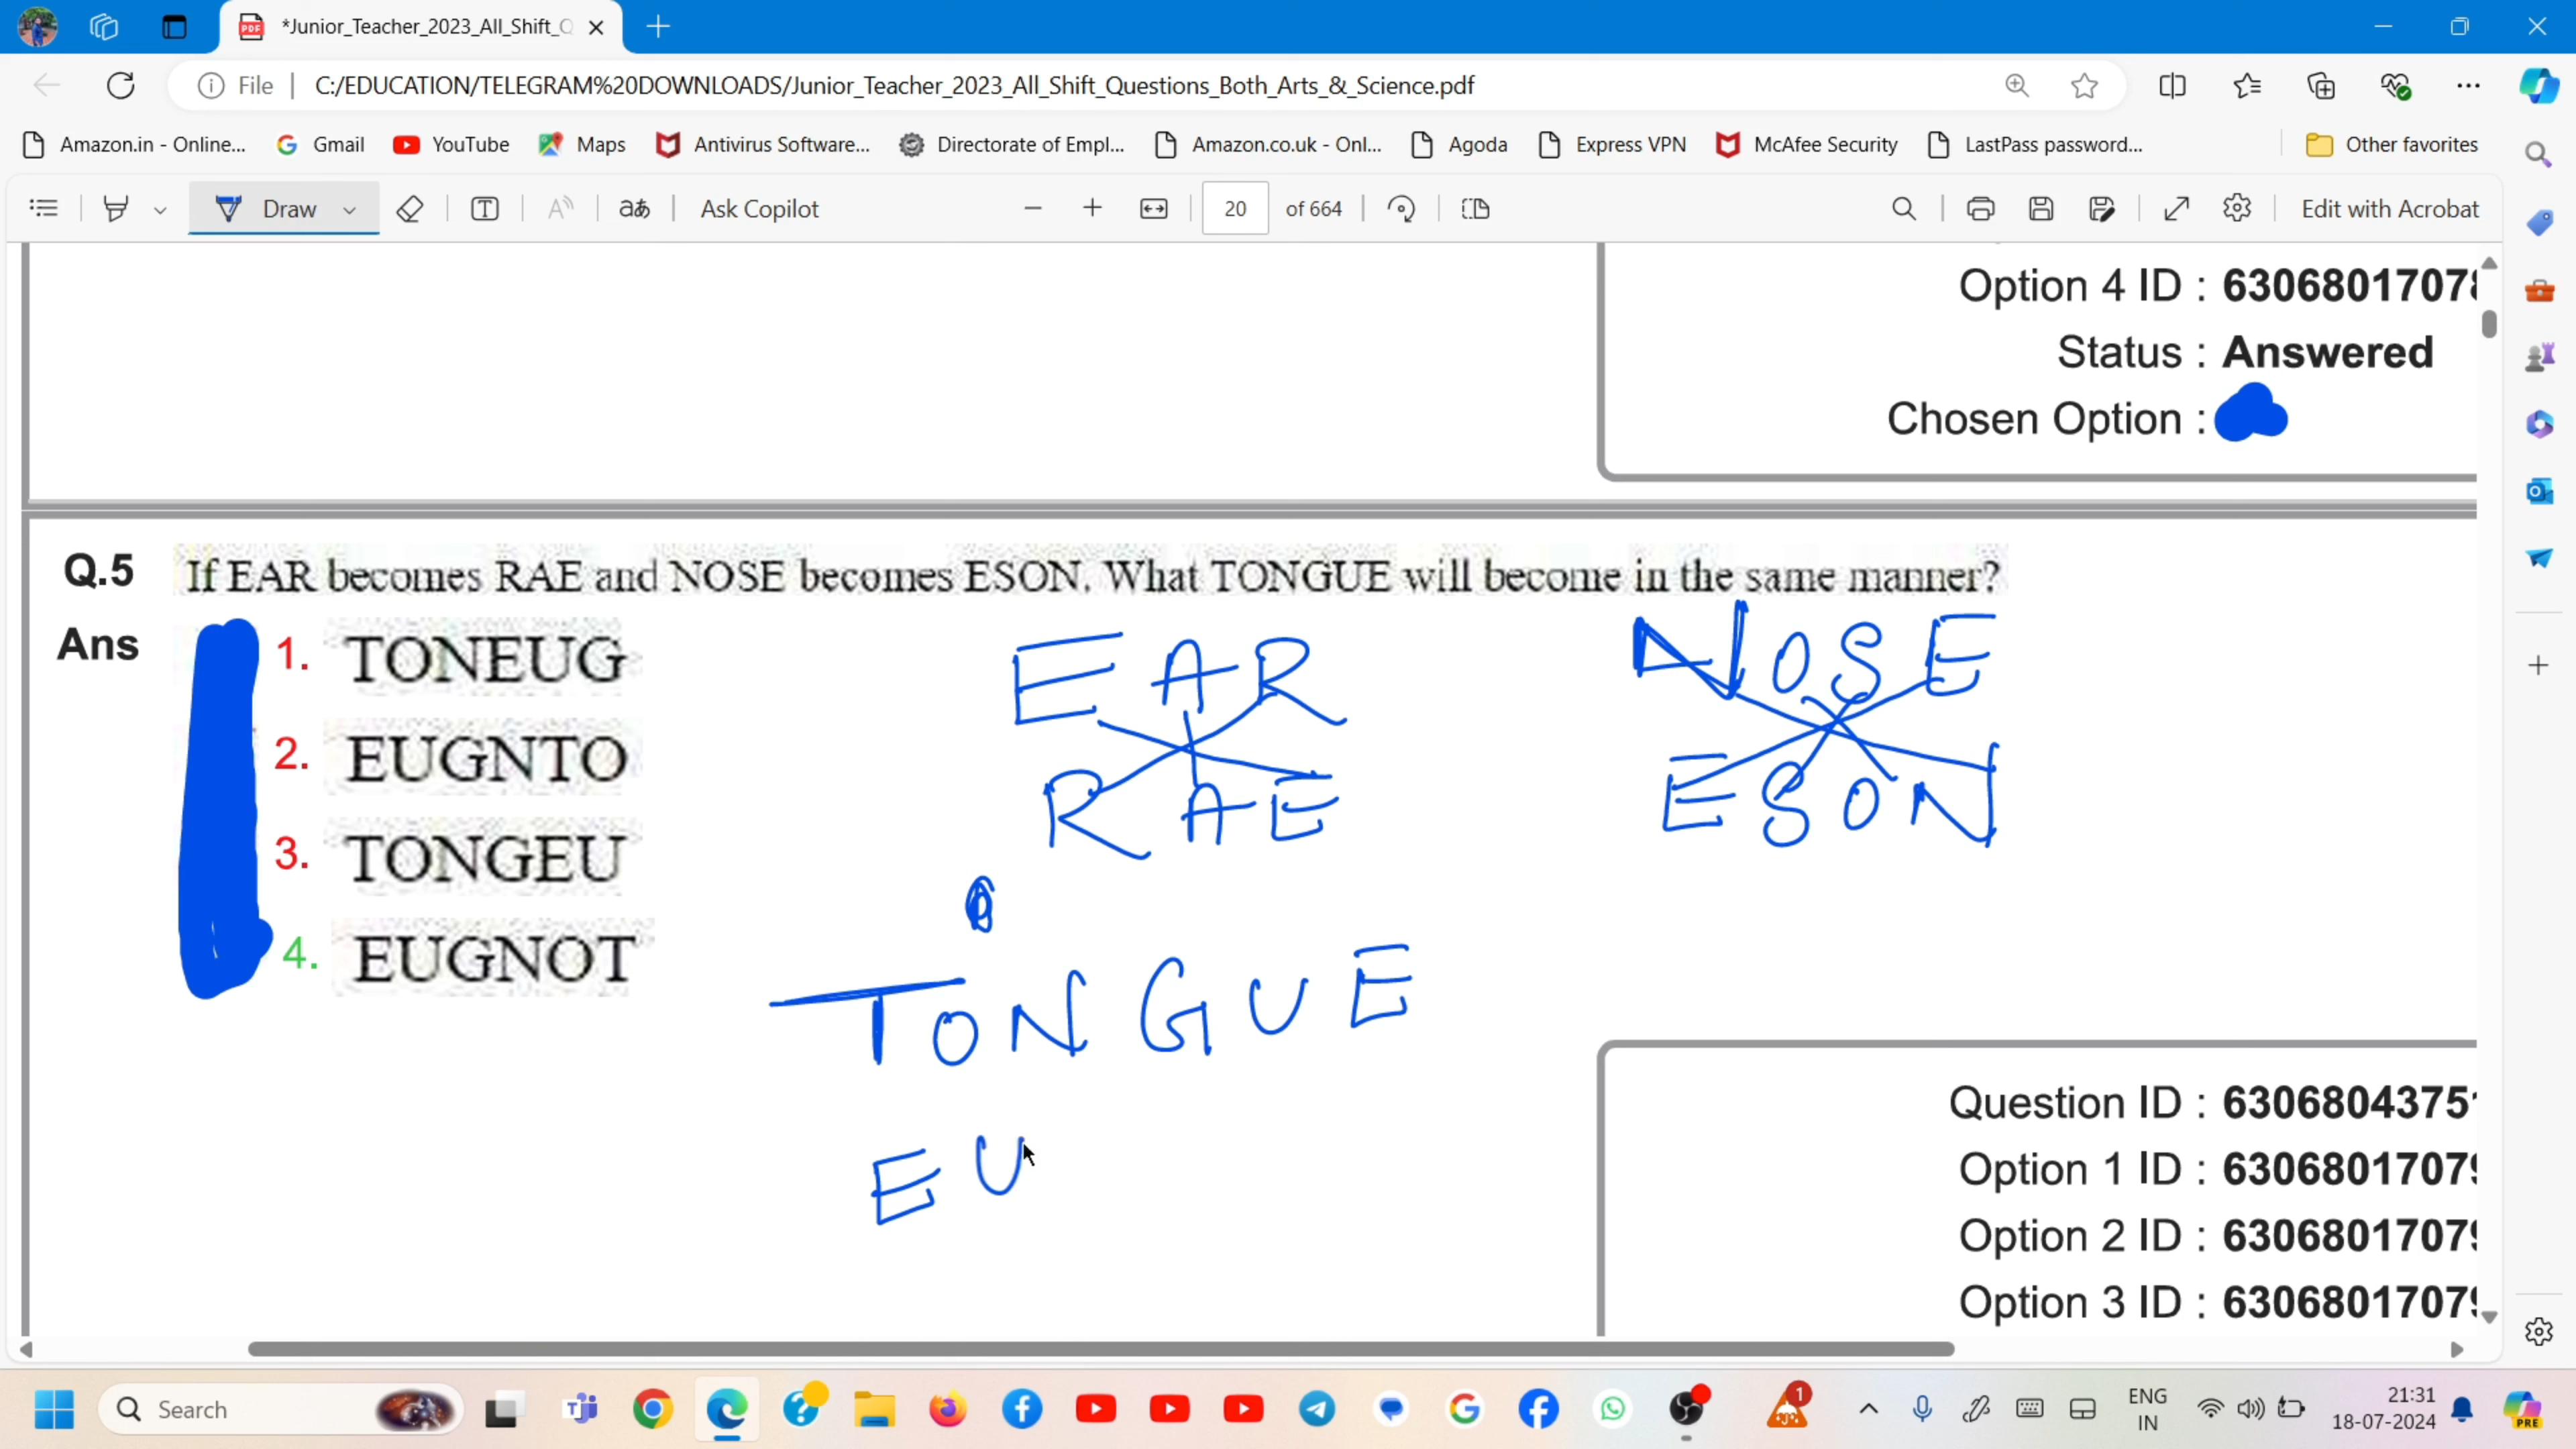 *Junior_Teacher_2023_All_Shift_Q
File | C:/EDUCATION/TELEGRAM%20DOWNLOADS/Junior_Teacher_2023_All_Shift_Questions_Both_Arts_&_Science.pdf
Amazon.in - Online... Gmail YouTube Maps Antivirus Software... Directorate of Empl... Amazon.co.uk - Onl... Agoda Express VPN McAfee Security LastPass password... Other favorites
Draw Ask Copilot 20 of 664 Edit with Acrobat
Option 4 ID : 6306801707
Status : Answered
Chosen Option :
Q.5 If EAR becomes RAE and NOSE becomes ESON. What TONGUE will become in the same manner?
Ans 1. TONEUG
2. EUGNTO
3. TONGEU
4. EUGNOT
EAR NOSE
RAE ESON
TONGUE
EU
Question ID : 6306804375
Option 1 ID : 6306801707
Option 2 ID : 6306801707
Option 3 ID : 6306801707
Search 1 ENG 21:31
IN 18-07-2024 PRE